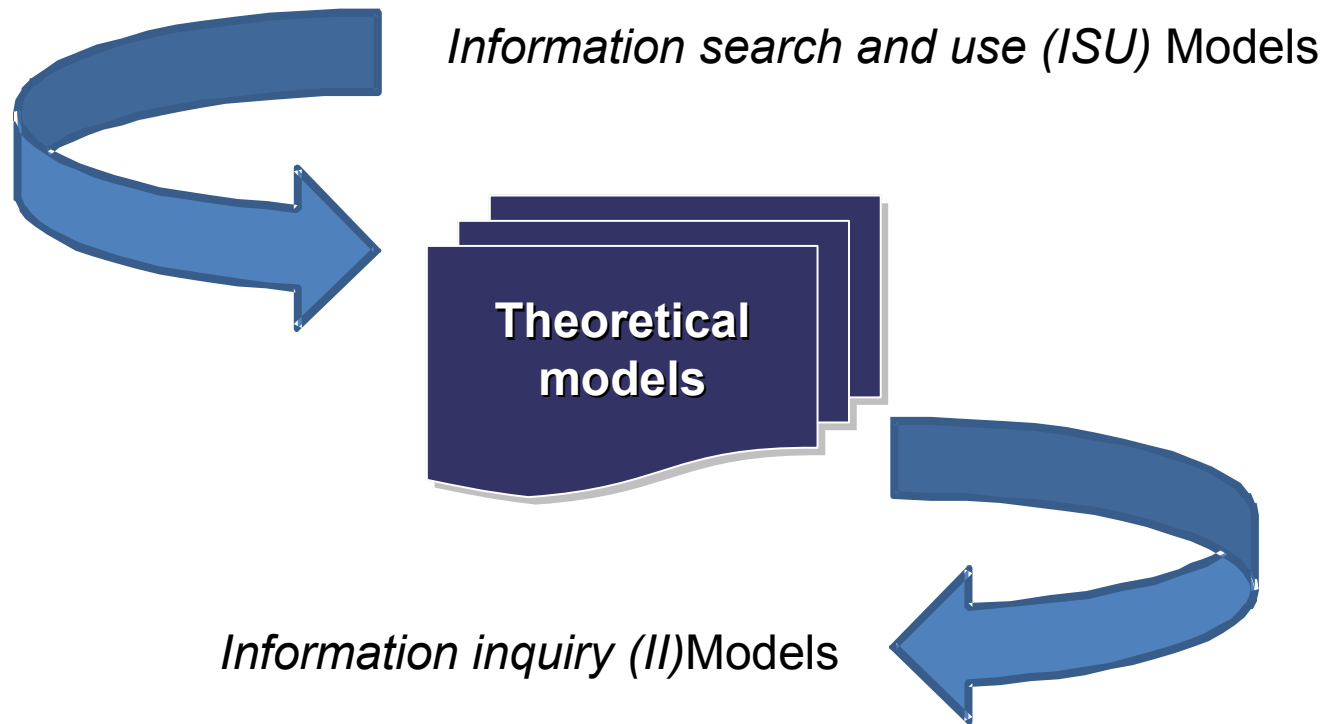 Information search and use (ISU) Models
Theoretical
models
Information inquiry (II)Models